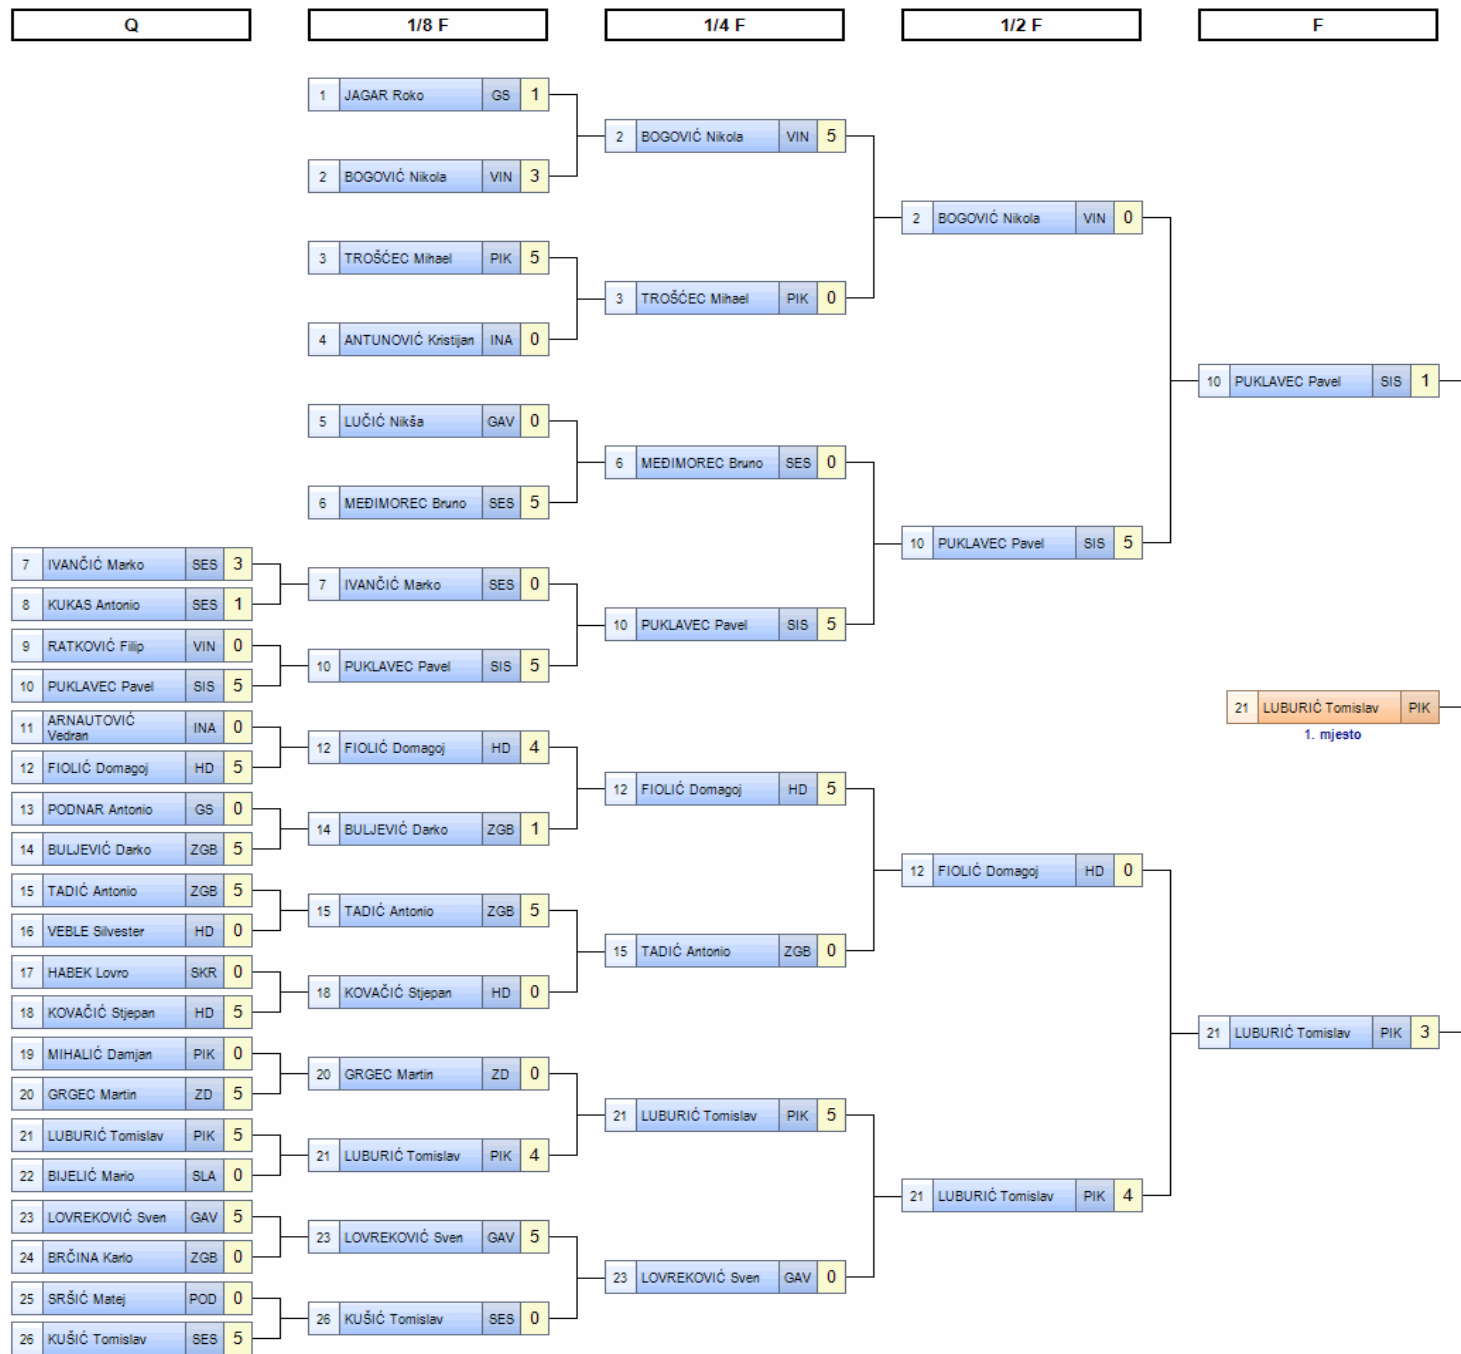 Q
1/8 F
1/4 F
1/2 F
F
1 JAGAR Roko GS 1
2 BOGOVIĆ Nikola VIN 3
3 TROŠĆEC Mihael PIK 5
4 ANTUNOVIĆ Kristijan INA 0
5 LUČIĆ Nikša GAV 0
6 MEĐIMOREC Bruno SES 5
7 IVANČIĆ Marko SES 3
8 KUKAS Antonio SES 1
9 RATKOVIĆ Filip VIN 0
10 PUKLAVEC Pavel SIS 5
11 ARNAUTOVIĆ
Vedran INA 0
12 FIOLIĆ Domagoj HD 5
13 PODNAR Antonio GS 0
14 BULJEVIĆ Darko ZGB 5
15 TADIĆ Antonio ZGB 5
16 VEBLE Silvester HD 0
17 HABEK Lovro SKR 0
18 KOVAČIĆ Stjepan HD 5
19 MIHALIĆ Damjan PIK 0
20 GRGEC Martin ZD 5
21 LUBURIĆ Tomislav PIK 5
22 BIJELIĆ Mario SLA 0
23 LOVREKOVIĆ Sven GAV 5
24 BRČINA Karlo ZGB 0
25 SRŠIĆ Matej POD 0
26 KUŠIĆ Tomislav SES 5
7 IVANČIĆ Marko SES 0
10 PUKLAVEC Pavel SIS 5
12 FIOLIĆ Domagoj HD 4
14 BULJEVIĆ Darko ZGB 1
15 TADIĆ Antonio ZGB 5
18 KOVAČIĆ Stjepan HD 0
20 GRGEC Martin ZD 0
21 LUBURIĆ Tomislav PIK 4
23 LOVREKOVIĆ Sven GAV 5
26 KUŠIĆ Tomislav SES 0
2 BOGOVIĆ Nikola VIN 5
3 TROŠĆEC Mihael PIK 0
6 MEĐIMOREC Bruno SES 0
10 PUKLAVEC Pavel SIS 5
12 FIOLIĆ Domagoj HD 5
15 TADIĆ Antonio ZGB 0
21 LUBURIĆ Tomislav PIK 5
23 LOVREKOVIĆ Sven GAV 0
2 BOGOVIĆ Nikola VIN 0
10 PUKLAVEC Pavel SIS 5
12 FIOLIĆ Domagoj HD 0
21 LUBURIĆ Tomislav PIK 4
10 PUKLAVEC Pavel SIS 1
21 LUBURIĆ Tomislav PIK
1. mjesto
21 LUBURIĆ Tomislav PIK 3